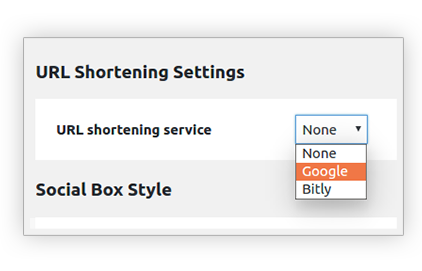 URL Shortening Settings
URL shortening service None
None
Google
Bitly
Social Box Style